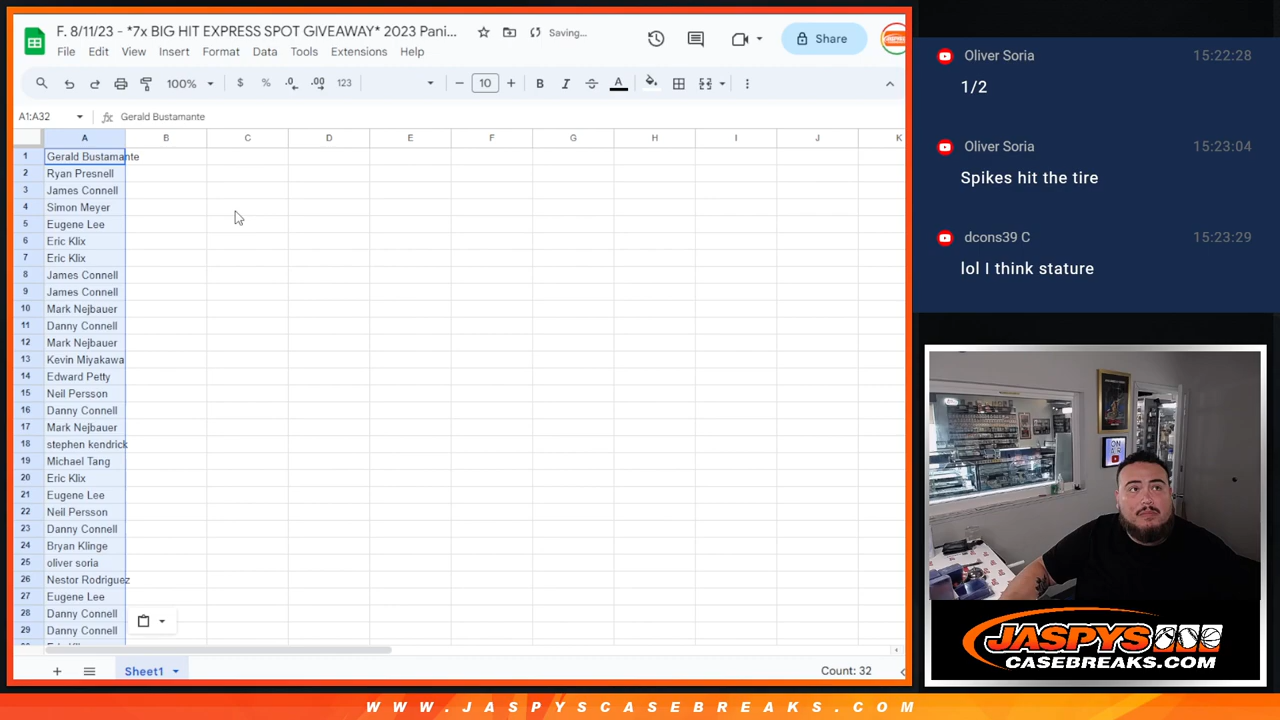 F. 8/11/23 - *7x BIG HIT EXPRESS SPOT GIVEAWAY* 2023 Pani...
Saving...
File Edit View Insert Format Data Tools Extensions Help
Share
100% $ % .0 .00 123 10 B I A
A1:A32 fx Gerald Bustamante
A B C D E F G H I J K
1 Gerald Bustamante
2 Ryan Presnell
3 James Connell
4 Simon Meyer
5 Eugene Lee
6 Eric Klix
7 Eric Klix
8 James Connell
9 James Connell
10 Mark Nejbauer
11 Danny Connell
12 Mark Nejbauer
13 Kevin Miyakawa
14 Edward Petty
15 Neil Persson
16 Danny Connell
17 Mark Nejbauer
18 stephen kendrick
19 Michael Tang
20 Eric Klix
21 Eugene Lee
22 Neil Persson
23 Danny Connell
24 Bryan Klinge
25 oliver soria
26 Nestor Rodriguez
27 Eugene Lee
28 Danny Connell
29 Danny Connell
Sheet1
Count: 32
Oliver Soria 15:22:28
1/2
Oliver Soria 15:23:04
Spikes hit the tire
dcons39 C 15:23:29
lol I think stature
ON
AIR
JASPYS
CASEBREAKS.COM
WWW.JASPYSCASEBREAKS.COM